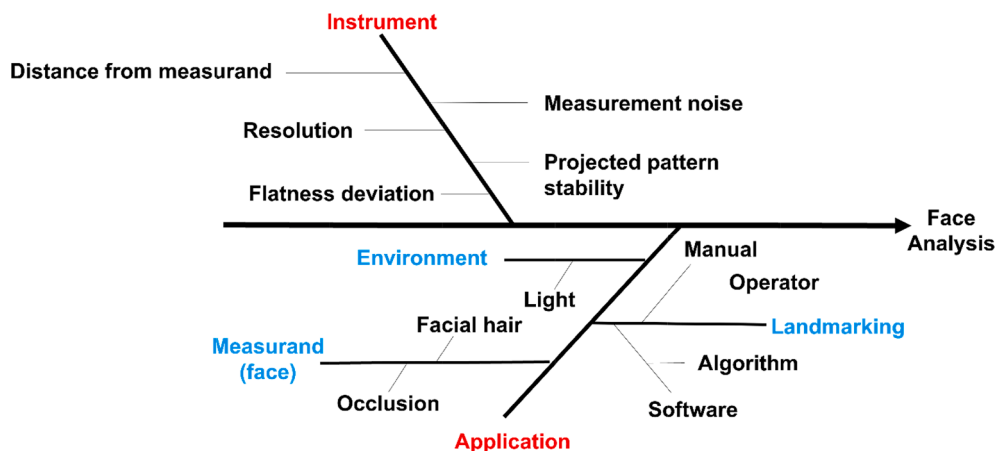 Instrument
Distance from measurand
Measurement noise
Resolution
Projected pattern
stability
Flatness deviation
Face
Analysis
Environment
Manual
Light
Operator
Facial hair
Landmarking
Measurand
(face)
Algorithm
Occlusion
Software
Application